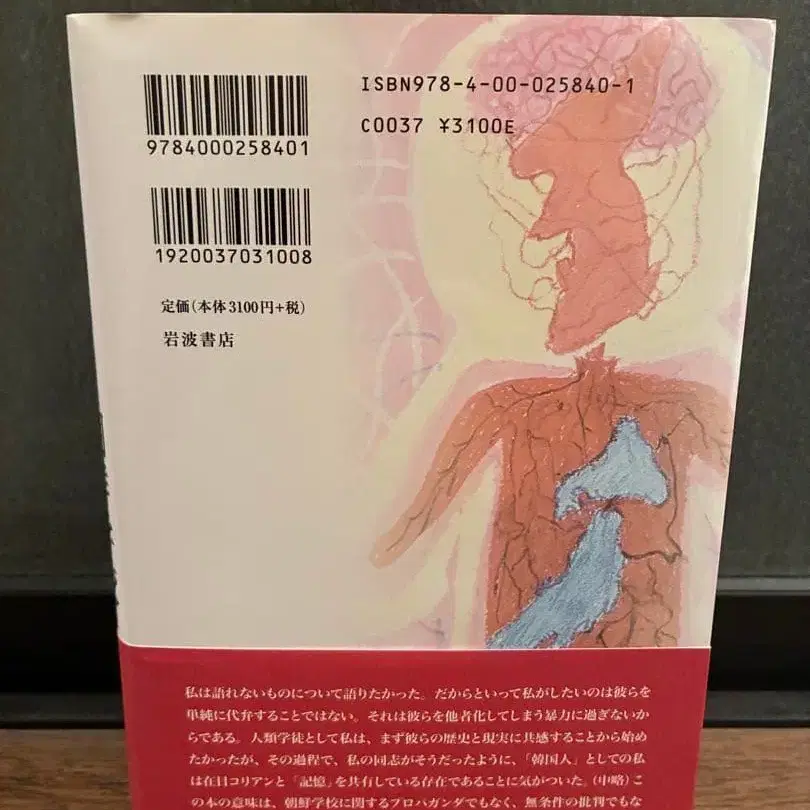 ISBN978-4-00-025840-1
C0037 ¥3100E
9784000258401
1920037031008
定価(本体3100円+税)
岩波書店
私は語れないものについて語りたかった。だからといって私がしたいのは彼らを
単純に代弁することではない。それは彼らを他者化してしまう暴力に過ぎないか
らである。人類学徒として私は、まず彼らの歴史と現実に共感することから始め
たかったが、その過程で、私の同志がそうだったように、「韓国人」としての私
は在日コリアンと「記憶」を共有している存在であることに気がついた。(中略)こ
の本の意味は、朝鮮学校に関するプロパガンダでもなく、無条件の批判でもな